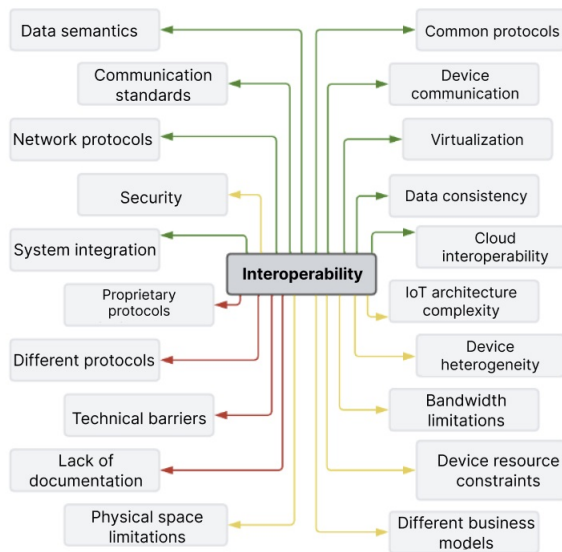 Data semantics
Common protocols
Communication
standards
Device
communication
Network protocols
Virtualization
Security
Data consistency
System integration
Cloud
interoperability
Interoperability
Proprietary
protocols
IoT architecture
complexity
Different protocols
Device
heterogeneity
Technical barriers
Bandwidth
limitations
Lack of
documentation
Device resource
constraints
Physical space
limitations
Different business
models